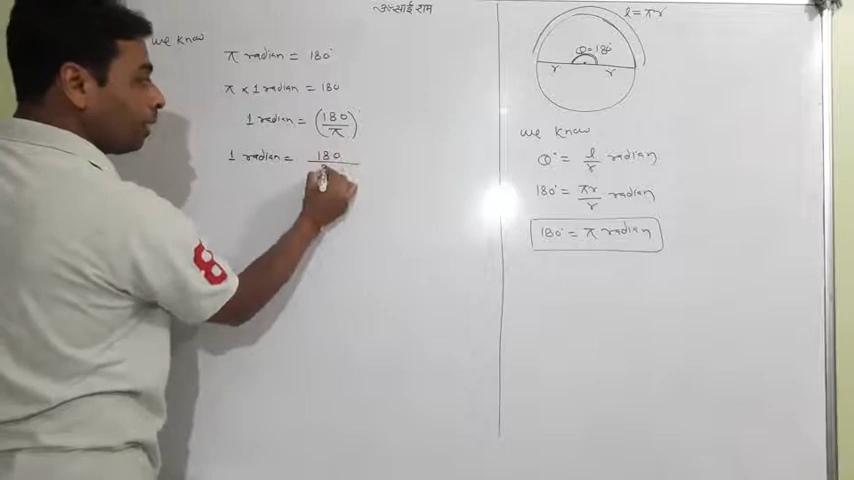 ॐ साई राम
we know
π radian = 180°
π × 1 radian = 180
1 radian = (180/π)°
1 radian = 180
l = πr
θ = 180°
r r
we know
θ° = l/r radian
180° = πr/r radian
180° = π radian
8